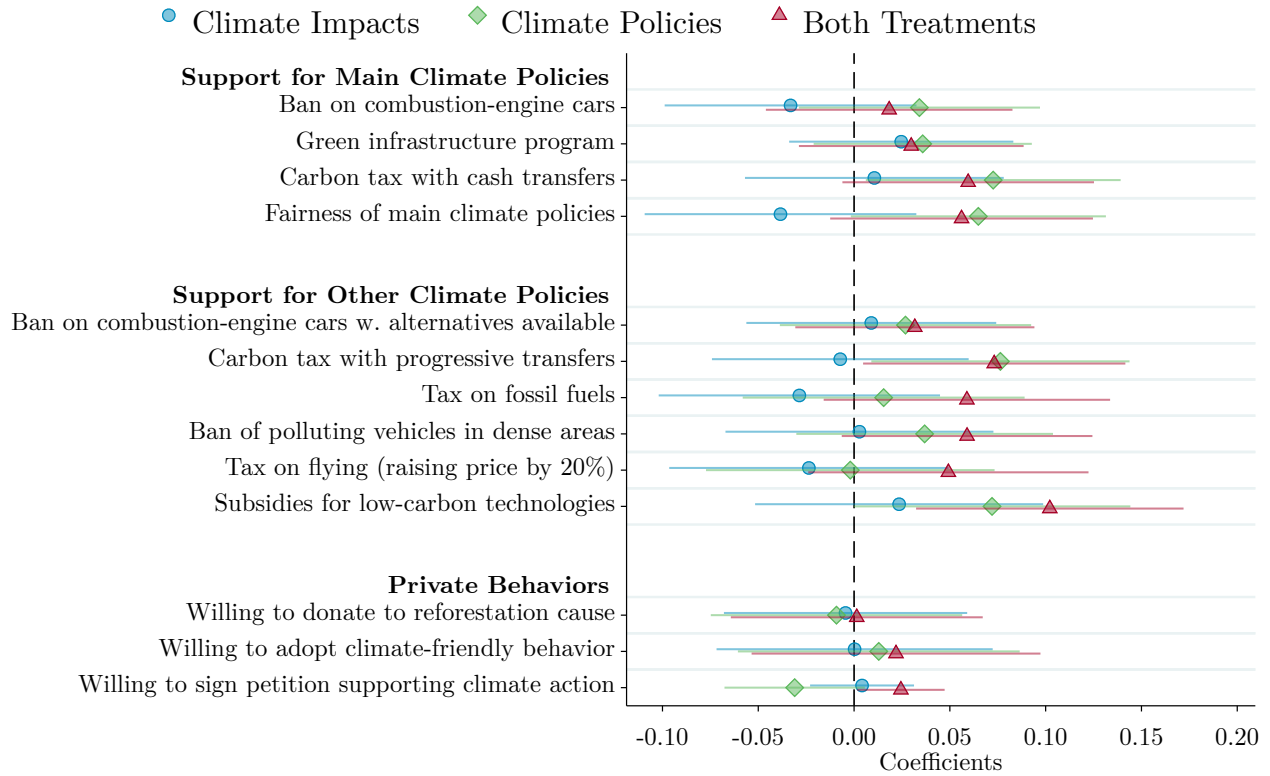 Climate Impacts Climate Policies Both Treatments
Support for Main Climate Policies
Ban on combustion-engine cars
Green infrastructure program
Carbon tax with cash transfers
Fairness of main climate policies
Support for Other Climate Policies
Ban on combustion-engine cars w. alternatives available
Carbon tax with progressive transfers
Tax on fossil fuels
Ban of polluting vehicles in dense areas
Tax on flying (raising price by 20%)
Subsidies for low-carbon technologies
Private Behaviors
Willing to donate to reforestation cause
Willing to adopt climate-friendly behavior
Willing to sign petition supporting climate action
-0.10 -0.05 0.00 0.05 0.10 0.15 0.20
Coefficients